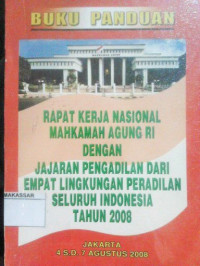 BUKU PANDUAN
RAPAT KERJA NASIONAL
MAHKAMAH AGUNG RI
DENGAN
JAJARAN PENGADILAN DARI
EMPAT LINGKUNGAN PERADILAN
SELURUH INDONESIA
TAHUN 2008
MAKASSAR
JAKARTA
4 S.D. 7 AGUSTUS 2008